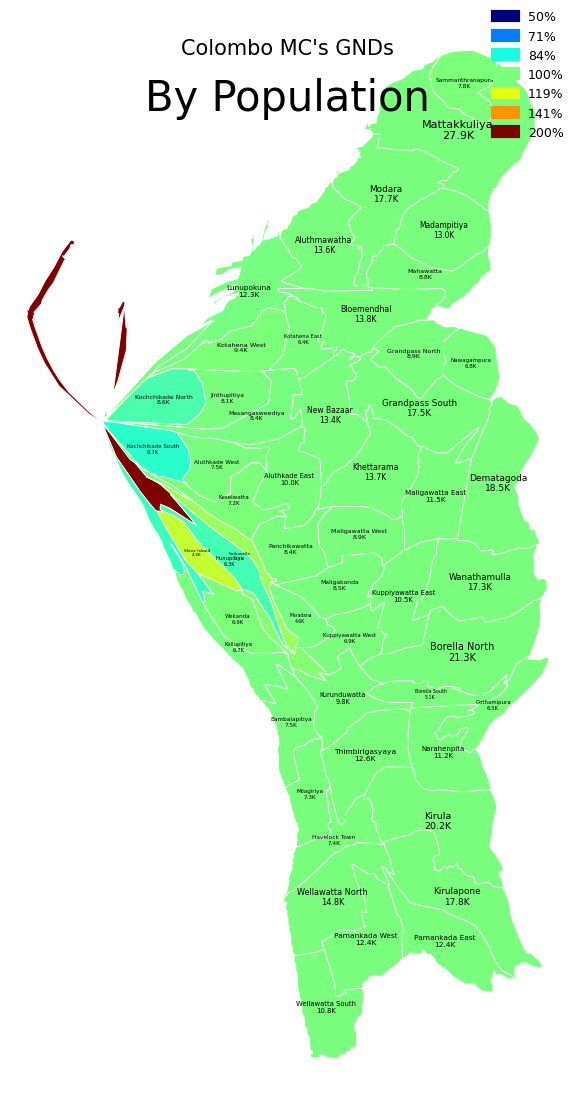 Colombo MC's GNDs
By Population
50%
71%
84%
100%
119%
141%
200%
Sammanthranapura
7.8K
Mattakkuliya
27.9K
Modara
17.7K
Madampitiya
13.0K
Aluthmawatha
13.6K
Mahawatta
8.8K
Lunupokuna
12.3K
Bloemendhal
13.8K
Kotahena East
6.4K
Kotahena West
9.4K
Grandpass North
8.9K
Nawagampura
6.8K
Kochchikade North
8.6K
Jinthupitiya
8.1K
Masangasweediya
8.4K
New Bazaar
13.4K
Grandpass South
17.5K
Kochchikade South
6.7K
Aluthkade West
7.5K
Aluthkade East
10.0K
Khettarama
13.7K
Dematagoda
18.5K
Keselwatta
7.2K
Maligawatta East
11.5K
Maligawatta West
8.9K
Panchikawatta
8.4K
Slave Island
4.3K
Hunupitiya
6.3K
Maligakanda
8.5K
Wanathamulla
17.3K
Kuppiyawatta East
10.5K
Wekanda
6.9K
Maradana
4.6K
Kuppiyawatta West
6.9K
Kollupitiya
6.7K
Borella North
21.3K
Kurunduwatta
9.8K
Borella South
5.1K
Gothamipura
6.5K
Bambalapitiya
7.5K
Thimbirigasyaya
12.6K
Narahenpita
11.2K
Milagiriya
7.3K
Kirula
20.2K
Havelock Town
7.4K
Wellawatta North
14.8K
Kirulapone
17.8K
Pamankada West
12.4K
Pamankada East
12.4K
Wellawatta South
10.8K